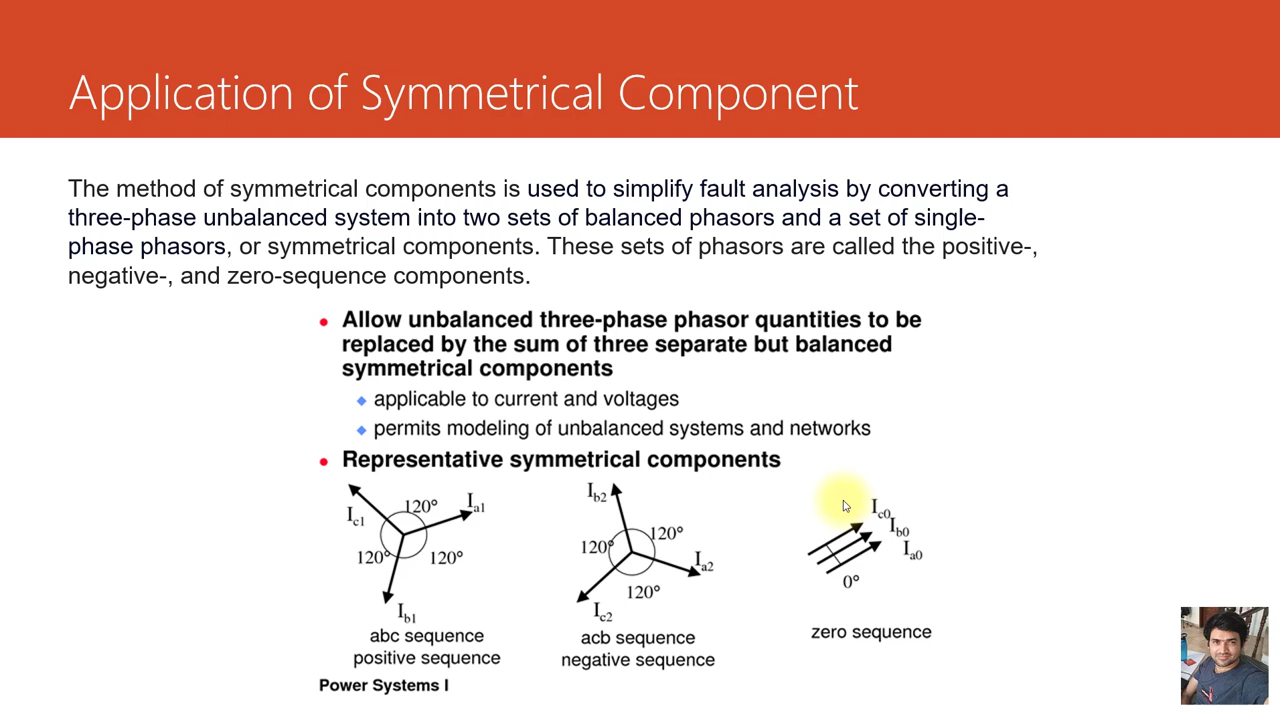 Application of Symmetrical Component
The method of symmetrical components is used to simplify fault analysis by converting a
three-phase unbalanced system into two sets of balanced phasors and a set of single-
phase phasors, or symmetrical components. These sets of phasors are called the positive-,
negative-, and zero-sequence components.
• Allow unbalanced three-phase phasor quantities to be
replaced by the sum of three separate but balanced
symmetrical components
◆ applicable to current and voltages
◆ permits modeling of unbalanced systems and networks
• Representative symmetrical components
Ic1
120°
Ia1
120°
120°
Ib1
abc sequence
positive sequence
Ib2
120°
120°
Ia2
120°
Ic2
acb sequence
negative sequence
Ic0
Ib0
Ia0
0°
zero sequence
Power Systems I